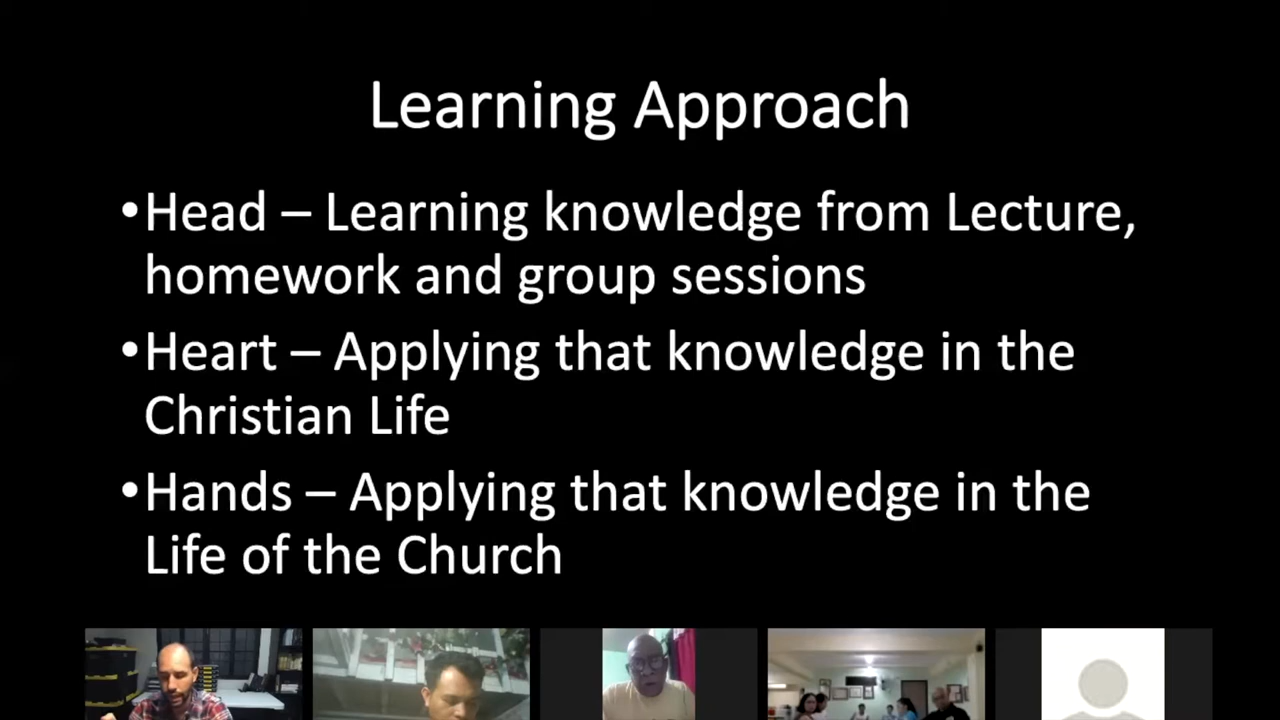 Learning Approach
•Head – Learning knowledge from Lecture,
homework and group sessions
•Heart – Applying that knowledge in the
Christian Life
•Hands – Applying that knowledge in the
Life of the Church